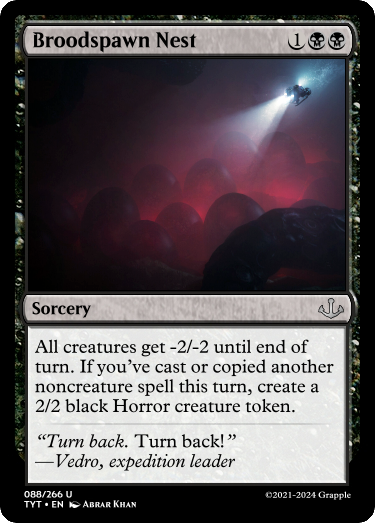 Broodspawn Nest 1
Sorcery
All creatures get -2/-2 until end of
turn. If you've cast or copied another
noncreature spell this turn, create a
2/2 black Horror creature token.
"Turn back. Turn back!"
—Vedro, expedition leader
088/266 U
TYT • EN Abrar Khan
©2021-2024 Grapple